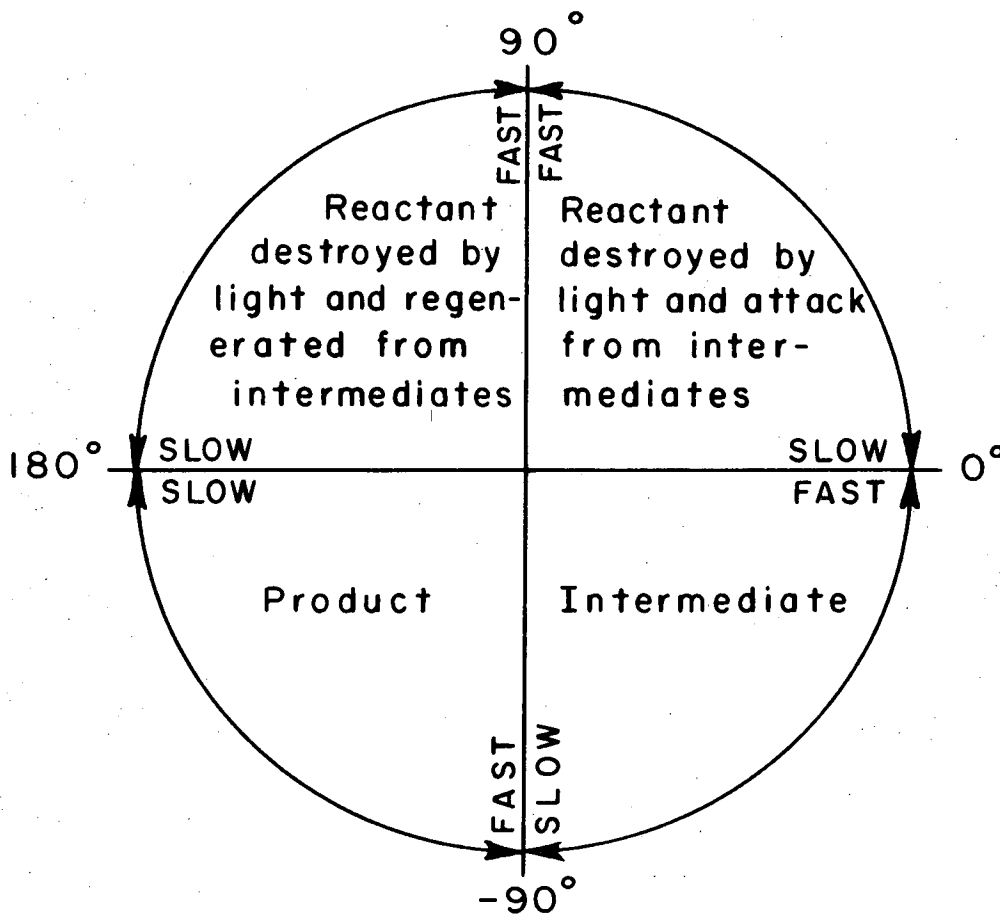 90°
FAST
FAST
Reactant
destroyed by
light and regen-
erated from
intermediates
Reactant
destroyed by
light and attack
from inter-
mediates
180°
SLOW
SLOW
0°
SLOW
FAST
Product
Intermediate
FAST
SLOW
-90°